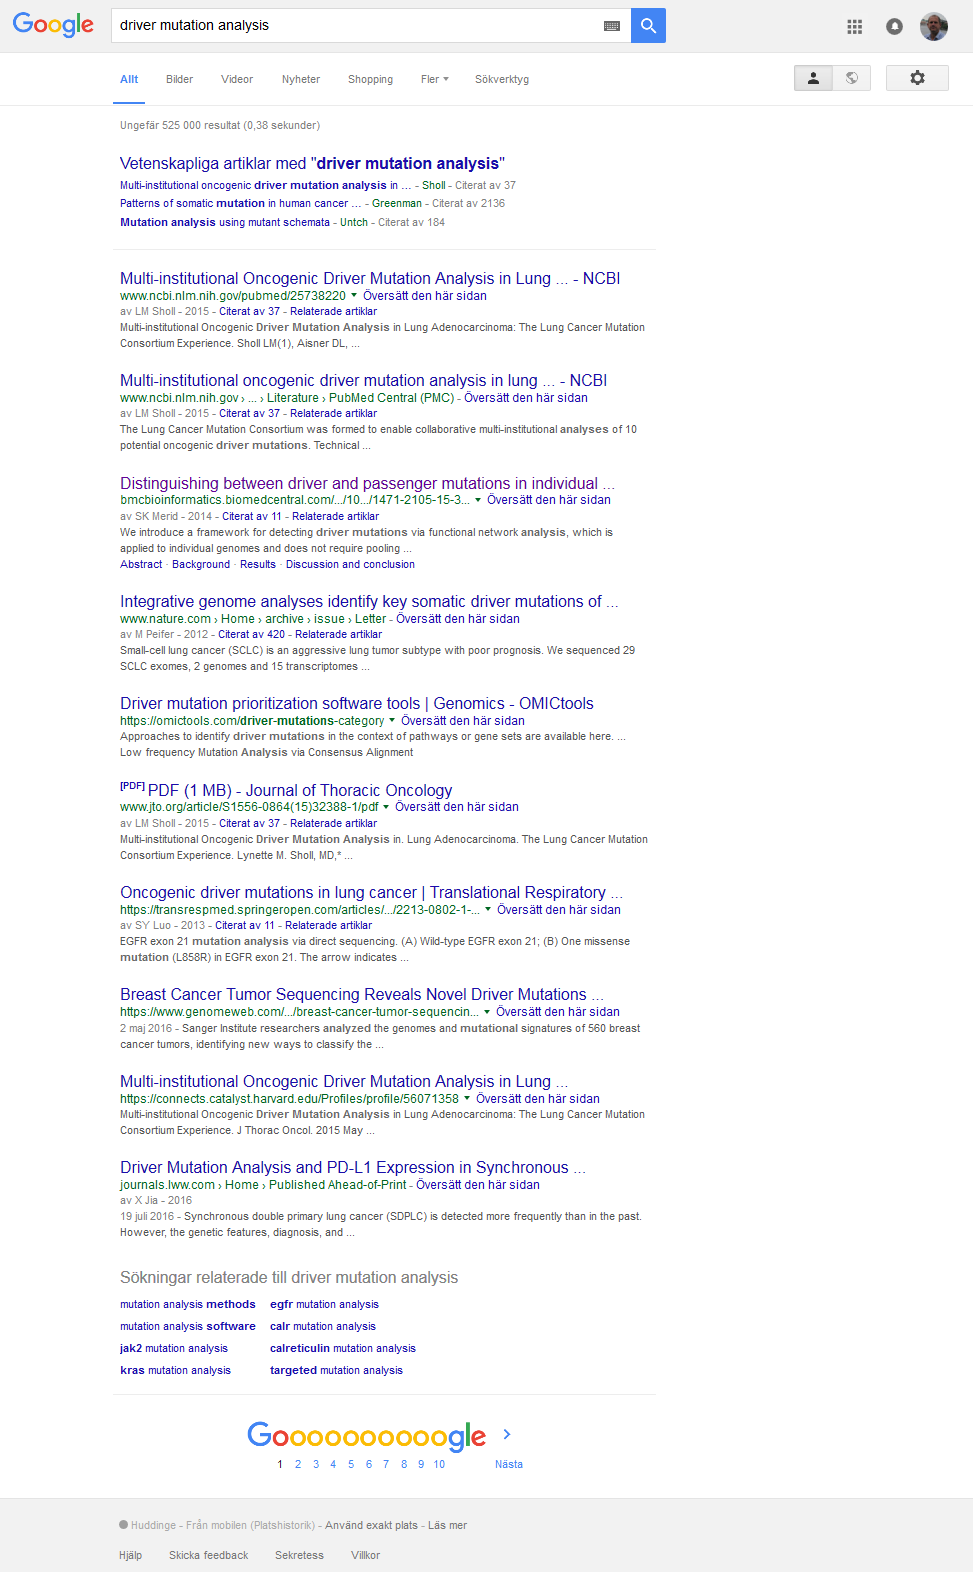 Google
driver mutation analysis
Allt Bilder Videor Nyheter Shopping Fler Sökverktyg
Ungefär 525 000 resultat (0,38 sekunder)
Vetenskapliga artiklar med "driver mutation analysis"
Multi-institutional oncogenic driver mutation analysis in ... - Sholl - Citerat av 37
Patterns of somatic mutation in human cancer ... - Greenman - Citerat av 2136
Mutation analysis using mutant schemata - Untch - Citerat av 184
Multi-institutional Oncogenic Driver Mutation Analysis in Lung ... - NCBI
www.ncbi.nlm.nih.gov/pubmed/25738220 ▼ Översätt den här sidan
av LM Sholl - 2015 - Citerat av 37 - Relaterade artiklar
Multi-institutional Oncogenic Driver Mutation Analysis in Lung Adenocarcinoma: The Lung Cancer Mutation
Consortium Experience. Sholl LM(1), Aisner DL, ...
Multi-institutional oncogenic driver mutation analysis in lung ... - NCBI
www.ncbi.nlm.nih.gov › ... › Literature › PubMed Central (PMC) - Översätt den här sidan
av LM Sholl - 2015 - Citerat av 37 - Relaterade artiklar
The Lung Cancer Mutation Consortium was formed to enable collaborative multi-institutional analyses of 10
potential oncogenic driver mutations. Technical ...
Distinguishing between driver and passenger mutations in individual ...
bmcbioinformatics.biomedcentral.com/.../10.../1471-2105-15-3... ▼ Översätt den här sidan
av SK Merid - 2014 - Citerat av 11 - Relaterade artiklar
We introduce a framework for detecting driver mutations via functional network analysis, which is
applied to individual genomes and does not require pooling ...
Abstract · Background · Results · Discussion and conclusion
Integrative genome analyses identify key somatic driver mutations of ...
www.nature.com › Home › archive › issue › Letter - Översätt den här sidan
av M Peifer - 2012 - Citerat av 420 - Relaterade artiklar
Small-cell lung cancer (SCLC) is an aggressive lung tumor subtype with poor prognosis. We sequenced 29
SCLC exomes, 2 genomes and 15 transcriptomes ...
Driver mutation prioritization software tools | Genomics - OMICtools
https://omictools.com/driver-mutations-category ▼ Översätt den här sidan
Approaches to identify driver mutations in the context of pathways or gene sets are available here. ...
Low frequency Mutation Analysis via Consensus Alignment
[PDF] PDF (1 MB) - Journal of Thoracic Oncology
www.jto.org/article/S1556-0864(15)32388-1/pdf ▼ Översätt den här sidan
av LM Sholl - 2015 - Citerat av 37 - Relaterade artiklar
Multi-institutional Oncogenic Driver Mutation Analysis in. Lung Adenocarcinoma. The Lung Cancer Mutation
Consortium Experience. Lynette M. Sholl, MD,* ...
Oncogenic driver mutations in lung cancer | Translational Respiratory ...
https://transrespmed.springeropen.com/articles/.../2213-0802-1-... ▼ Översätt den här sidan
av SY Luo - 2013 - Citerat av 11 - Relaterade artiklar
EGFR exon 21 mutation analysis via direct sequencing. (A) Wild-type EGFR exon 21; (B) One missense
mutation (L858R) in EGFR exon 21. The arrow indicates ...
Breast Cancer Tumor Sequencing Reveals Novel Driver Mutations ...
https://www.genomeweb.com/.../breast-cancer-tumor-sequencin... ▼ Översätt den här sidan
2 maj 2016 - Sanger Institute researchers analyzed the genomes and mutational signatures of 560 breast
cancer tumors, identifying new ways to classify the ...
Multi-institutional Oncogenic Driver Mutation Analysis in Lung ...
https://connects.catalyst.harvard.edu/Profiles/profile/56071358 ▼ Översätt den här sidan
Multi-institutional Oncogenic Driver Mutation Analysis in Lung Adenocarcinoma: The Lung Cancer Mutation
Consortium Experience. J Thorac Oncol. 2015 May ...
Driver Mutation Analysis and PD-L1 Expression in Synchronous ...
journals.lww.com › Home › Published Ahead-of-Print - Översätt den här sidan
av X Jia - 2016
19 juli 2016 - Synchronous double primary lung cancer (SDPLC) is detected more frequently than in the past.
However, the genetic features, diagnosis, and ...
Sökningar relaterade till driver mutation analysis
mutation analysis methods egfr mutation analysis
mutation analysis software calr mutation analysis
jak2 mutation analysis calreticulin mutation analysis
kras mutation analysis targeted mutation analysis
Goooooooooogle
1 2 3 4 5 6 7 8 9 10 Nästa
Huddinge - Från mobilen (Platshistorik) - Använd exakt plats - Läs mer
Hjälp Skicka feedback Sekretess Villkor